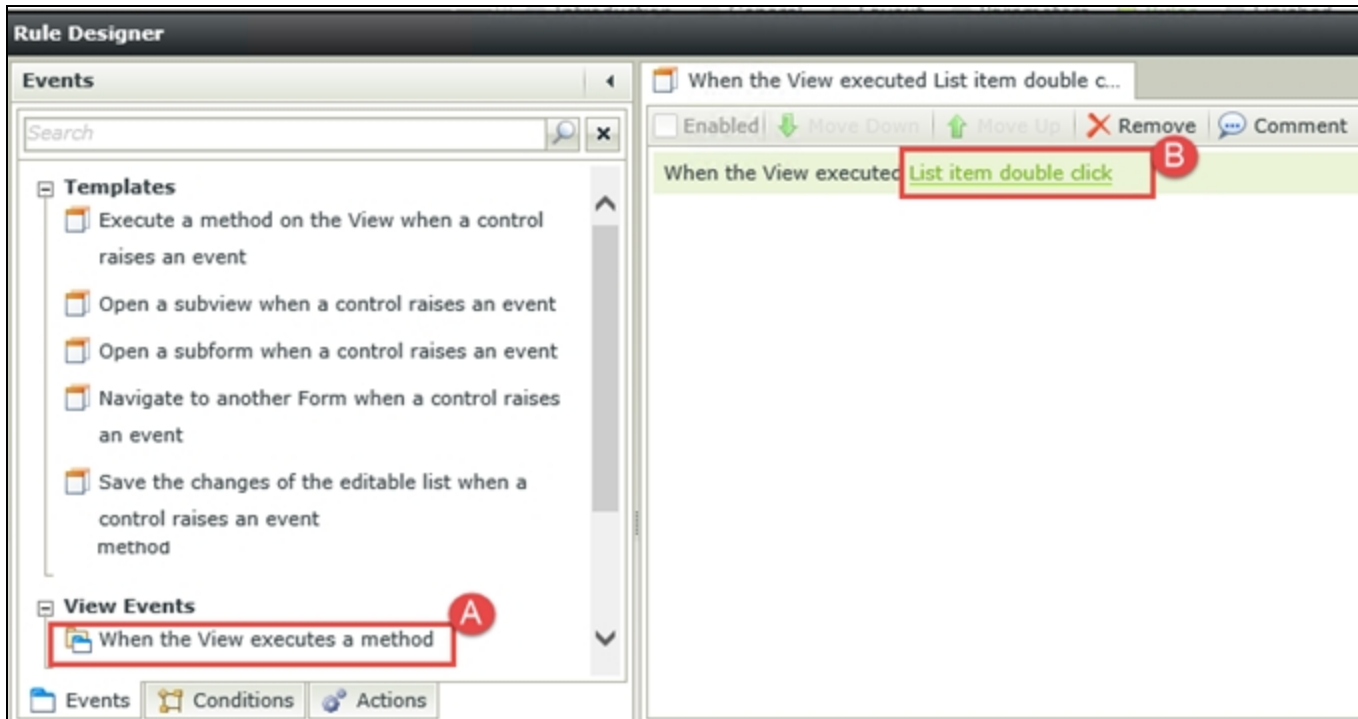 Rule Designer
Events
Search
Templates
Execute a method on the View when a control
raises an event
Open a subview when a control raises an event
Open a subform when a control raises an event
Navigate to another Form when a control raises
an event
Save the changes of the editable list when a
control raises an event
method
View Events
A
When the View executes a method
Events
Conditions
Actions
When the View executed List item double c...
Enabled
Move Down
Move Up
Remove
Comment
B
When the View executed List item double click